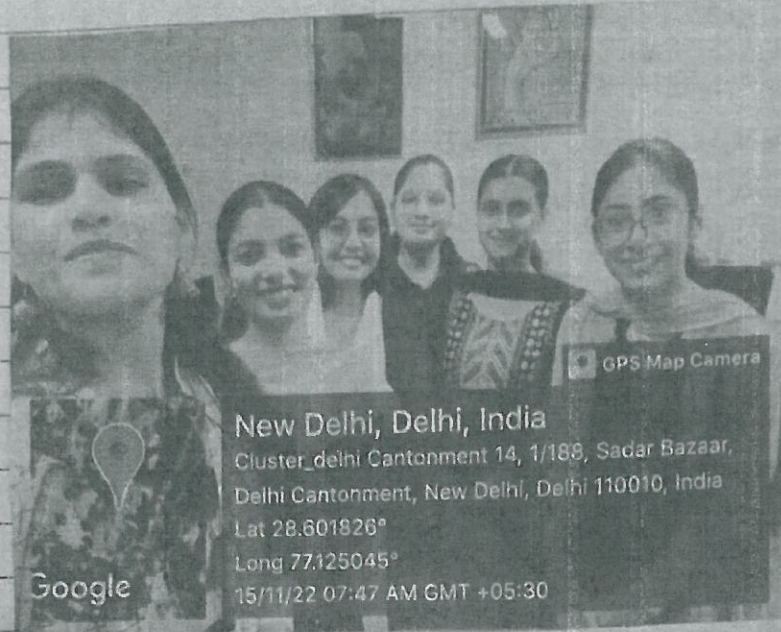 GPS Map Camera
New Delhi, Delhi, India
Cluster_delhi Cantonment 14, 1/188, Sadar Bazaar,
Delhi Cantonment, New Delhi, Delhi 110010, India
Lat 28.601826°
Long 77.125045°
15/11/22 07:47 AM GMT +05:30
Google